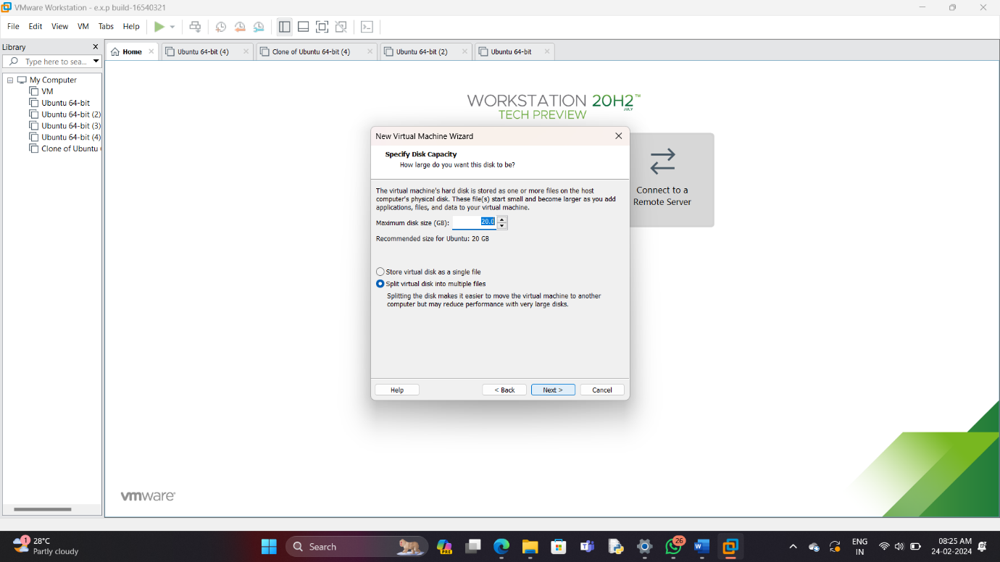 VMware Workstation - e.x.p build-16540321
File Edit View VM Tabs Help
Library
Type here to sea...
My Computer
VM
Ubuntu 64-bit
Ubuntu 64-bit (2)
Ubuntu 64-bit (3)
Ubuntu 64-bit (4)
Clone of Ubuntu
Home
Ubuntu 64-bit (4)
Clone of Ubuntu 64-bit (4)
Ubuntu 64-bit (2)
Ubuntu 64-bit
WORKSTATION 20H2™
JULY
TECH PREVIEW
New Virtual Machine Wizard
Specify Disk Capacity
How large do you want this disk to be?
The virtual machine's hard disk is stored as one or more files on the host
computer's physical disk. These file(s) start small and become larger as you add
applications, files, and data to your virtual machine.
Maximum disk size (GB): 20.0
Recommended size for Ubuntu: 20 GB
Store virtual disk as a single file
Split virtual disk into multiple files
Splitting the disk makes it easier to move the virtual machine to another
computer but may reduce performance with very large disks.
Help
< Back
Next >
Cancel
Connect to a
Remote Server
vmware
1
28°C
Partly cloudy
Search
PRE
26
ENG
IN
08:25 AM
24-02-2024